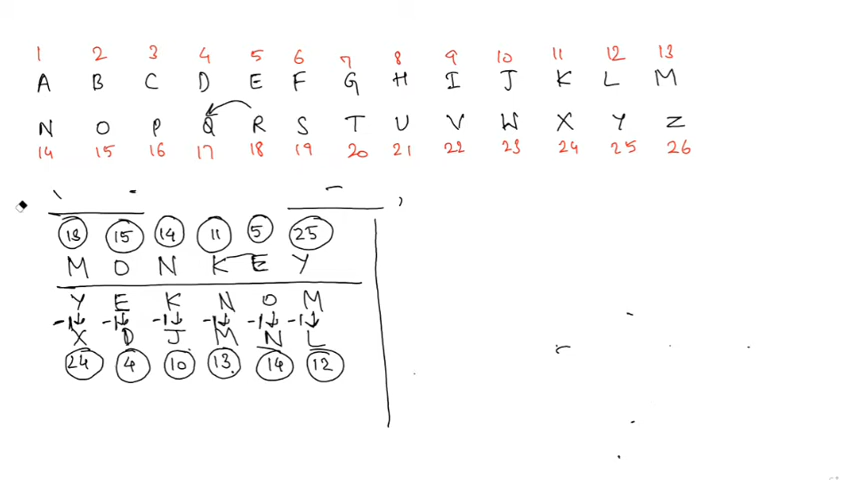 1 2 3 4 5 6 7 8 9 10 11 12 13
A B C D E F G H I J K L M
N O P Q R S T U V W X Y Z
14 15 16 17 18 19 20 21 22 23 24 25 26
13 15 14 11 5 25
M O N K E Y
Y E K N O M
-1 -1 -1 -1 -1 -1
X D J M N L
24 4 10 13 14 12